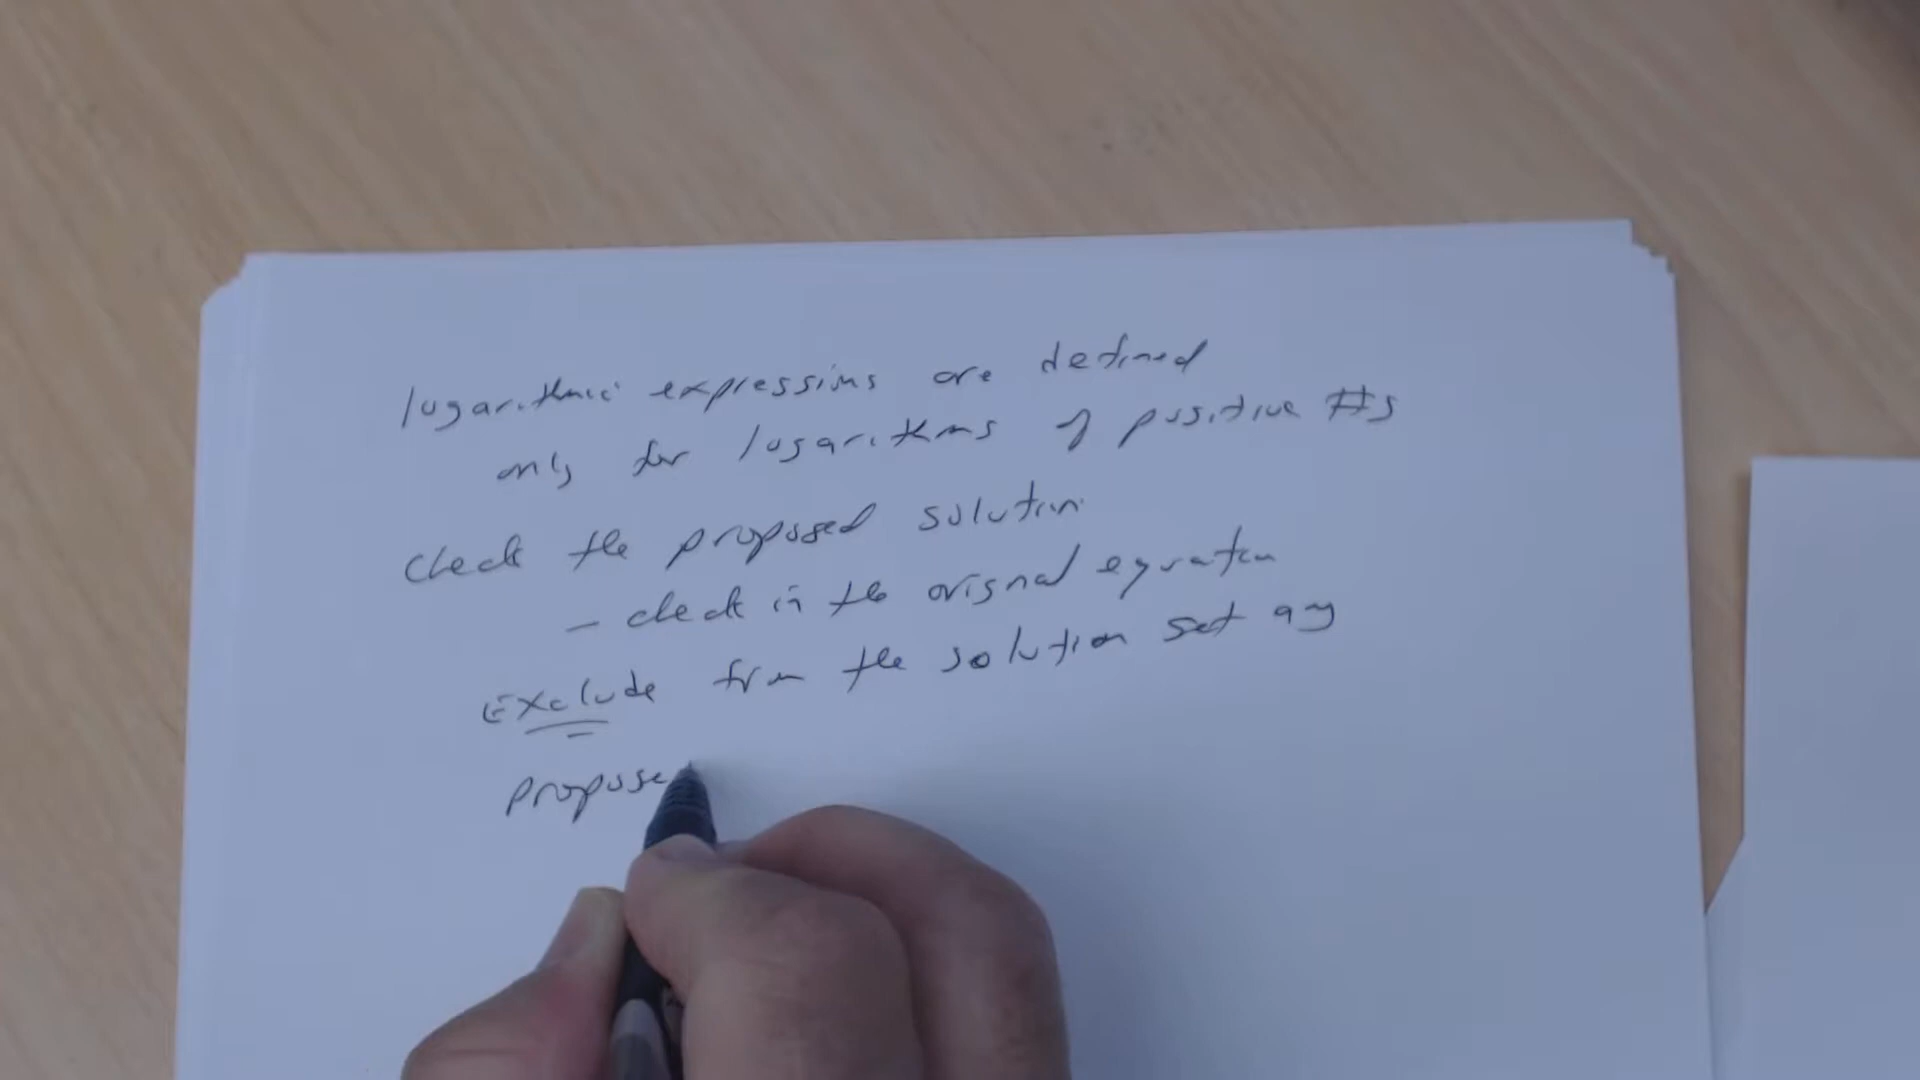 logarithmic expressions are defined
only for logarithms of positive #s
Check the proposed solution
- check in the original equation
Exclude from the solution set any
propose